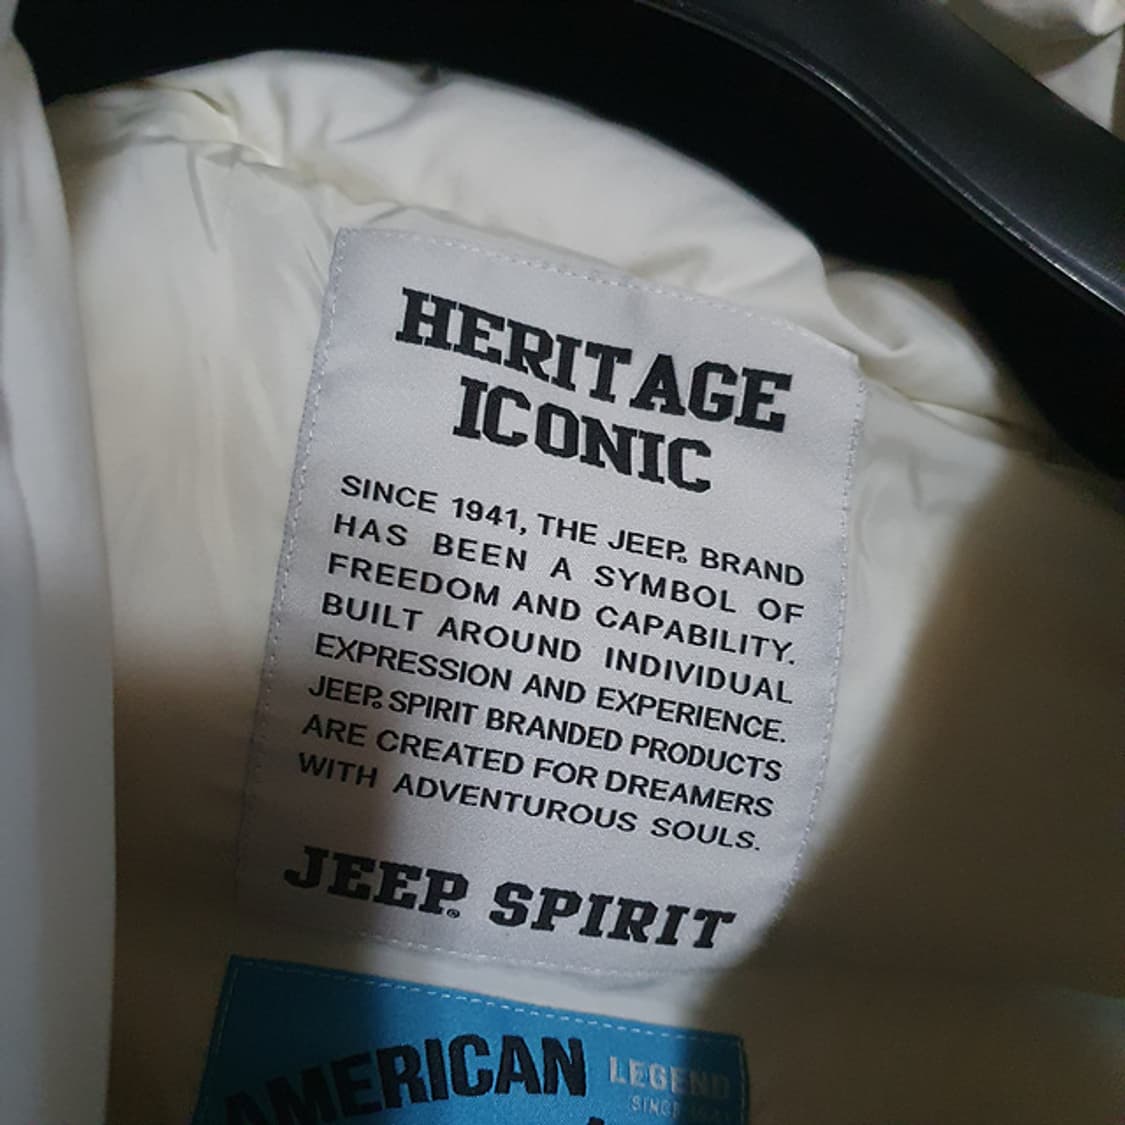 HERITAGE
ICONIC
SINCE 1941, THE JEEP® BRAND
HAS BEEN A SYMBOL OF
FREEDOM AND CAPABILITY.
BUILT AROUND INDIVIDUAL
EXPRESSION AND EXPERIENCE.
JEEP® SPIRIT BRANDED PRODUCTS
ARE CREATED FOR DREAMERS
WITH ADVENTUROUS SOULS.
JEEP® SPIRIT
AMERICAN LEGEND
SINCE